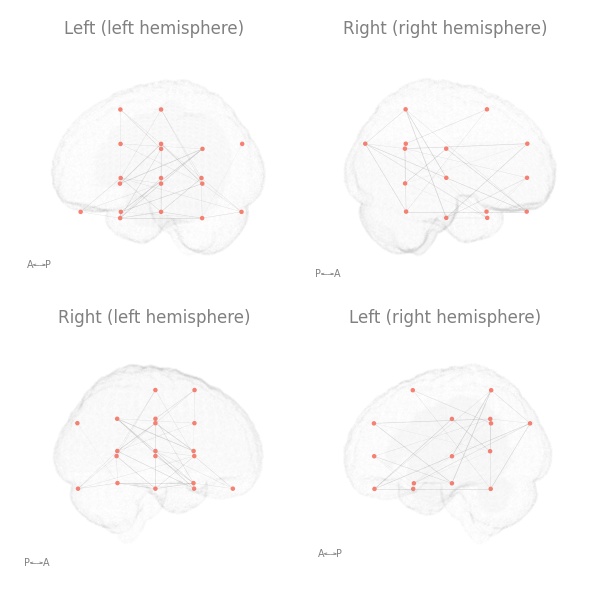 Left (left hemisphere)
Right (right hemisphere)
A↔P
P↔A
Right (left hemisphere)
Left (right hemisphere)
P↔A
A↔P